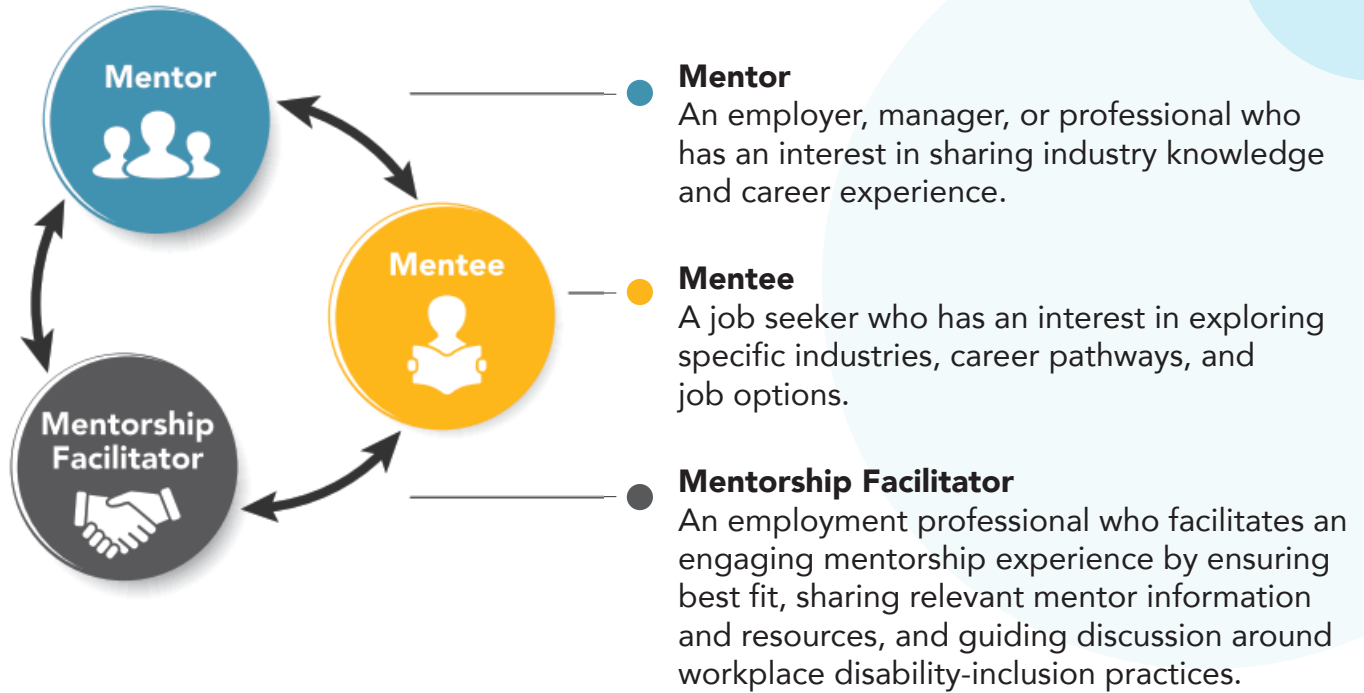 Mentor
Mentee
Mentorship
Facilitator
Mentor
An employer, manager, or professional who
has an interest in sharing industry knowledge
and career experience.
Mentee
A job seeker who has an interest in exploring
specific industries, career pathways, and
job options.
Mentorship Facilitator
An employment professional who facilitates an
engaging mentorship experience by ensuring
best fit, sharing relevant mentor information
and resources, and guiding discussion around
workplace disability-inclusion practices.